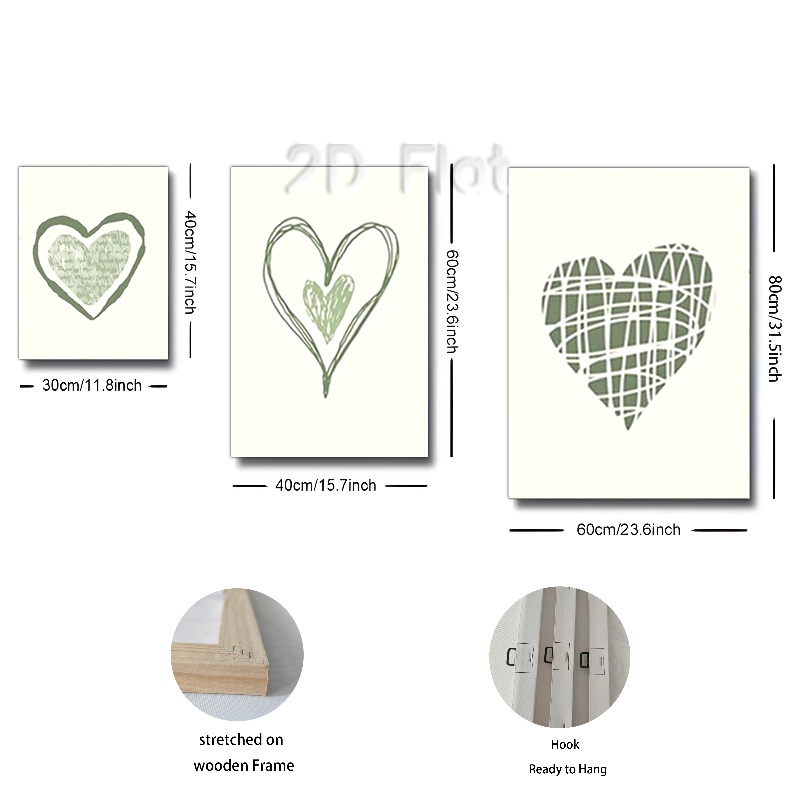 2D Flat
40cm/15.7inch
30cm/11.8inch
60cm/23.6inch
40cm/15.7inch
80cm/31.5inch
60cm/23.6inch
stretched on
wooden Frame
Hook
Ready to Hang